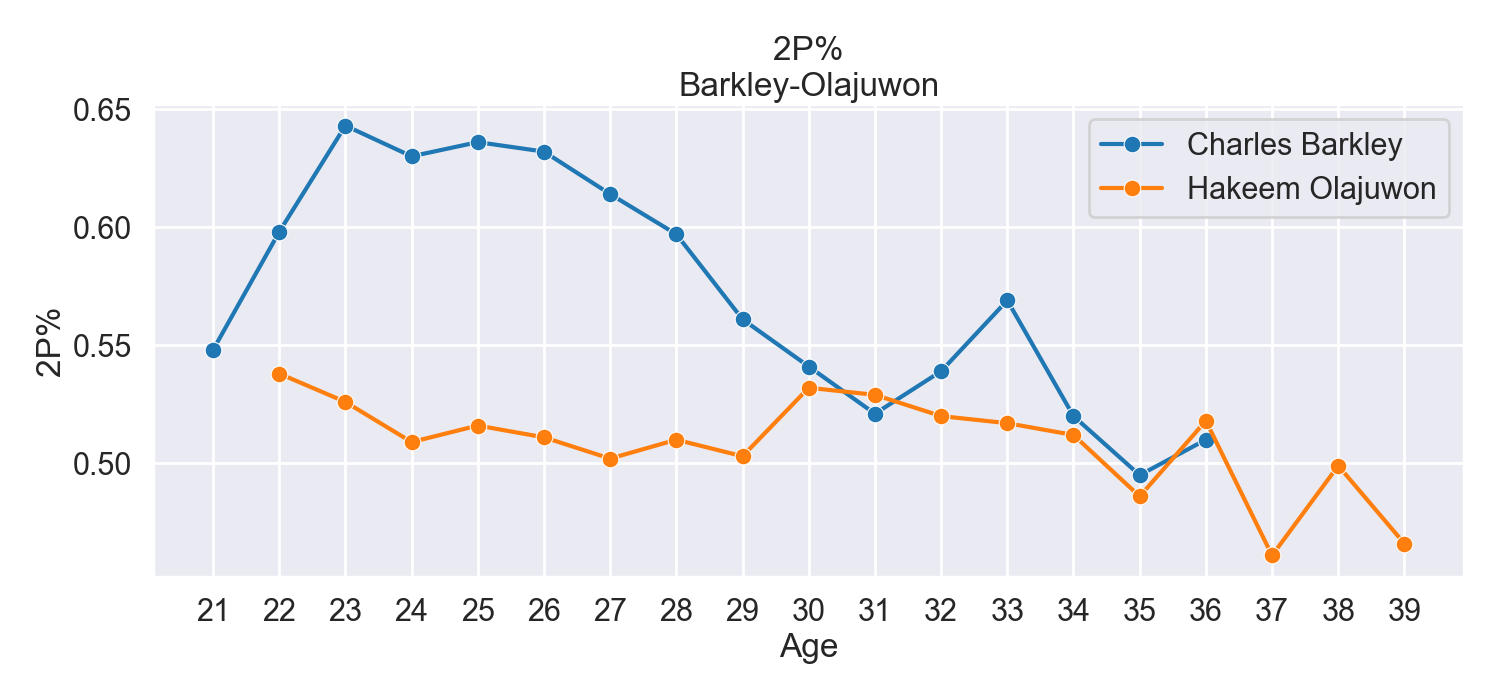 2P%
Barkley-Olajuwon
0.65
0.60
0.55
0.50
2P%
Charles Barkley
Hakeem Olajuwon
21 22 23 24 25 26 27 28 29 30 31 32 33 34 35 36 37 38 39
Age